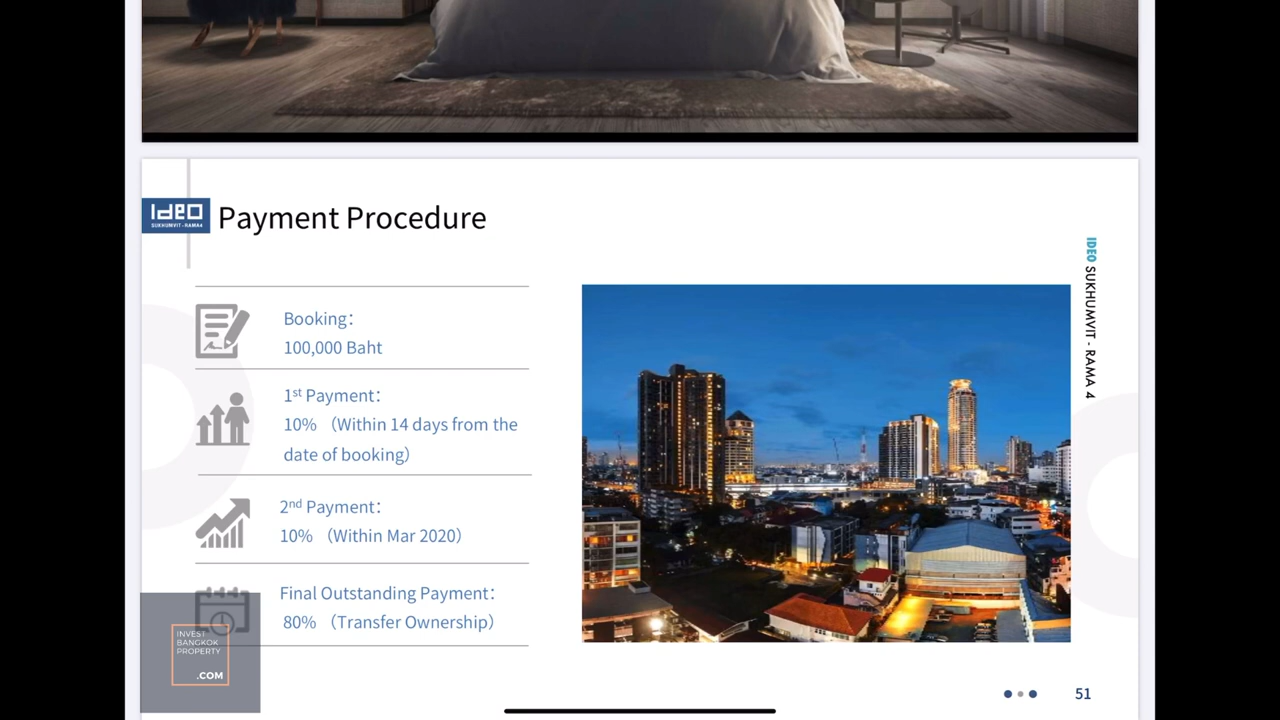 IDEO
SUKHUMVIT - RAMA4
Payment Procedure
IDEO SUKHUMVIT - RAMA 4
Booking：
100,000 Baht
1st Payment：
10% （Within 14 days from the
date of booking）
2nd Payment：
10% （Within Mar 2020）
Final Outstanding Payment：
80% （Transfer Ownership）
INVEST
BANGKOK
PROPERTY
.COM
51